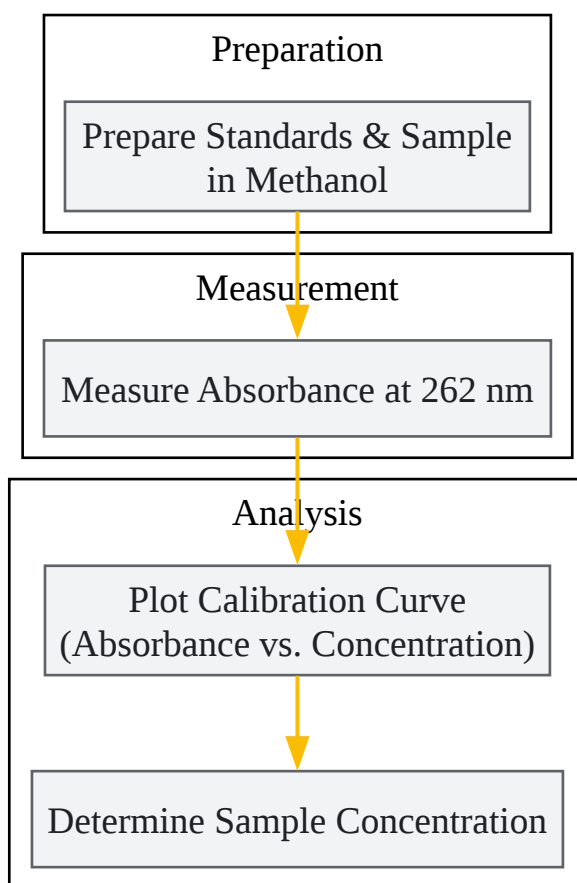 Preparation
Prepare Standards & Sample
in Methanol
Measurement
Measure Absorbance at 262 nm
Analysis
Plot Calibration Curve
(Absorbance vs. Concentration)
Determine Sample Concentration